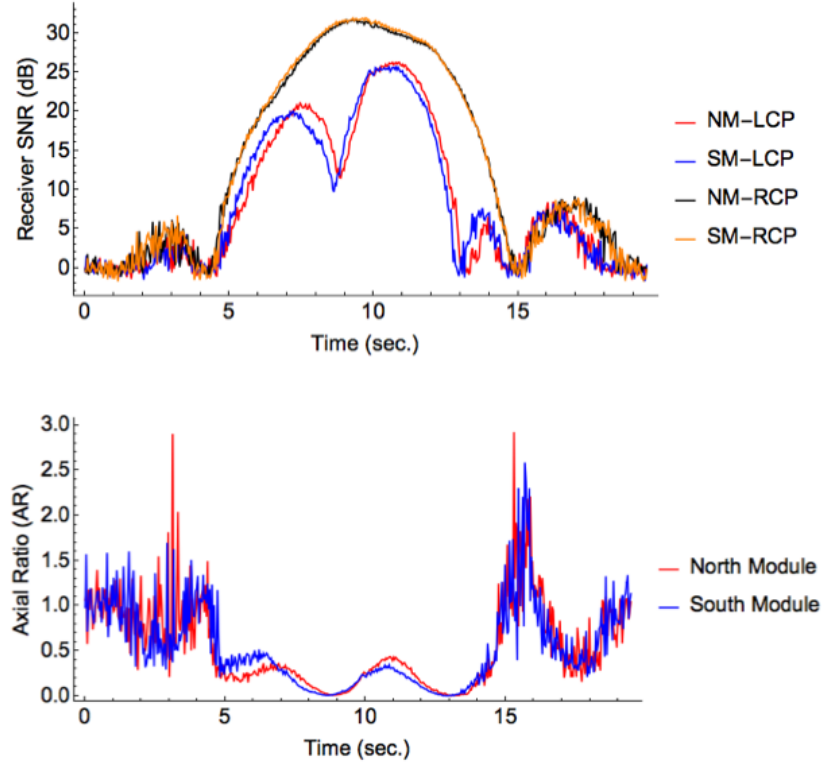 30
25
20
15
10
5
0
Receiver SNR (dB)
0 5 10 15
Time (sec.)
NM-LCP
SM-LCP
NM-RCP
SM-RCP
3.0
2.5
2.0
1.5
1.0
0.5
0.0
Axial Ratio (AR)
0 5 10 15
Time (sec.)
North Module
South Module